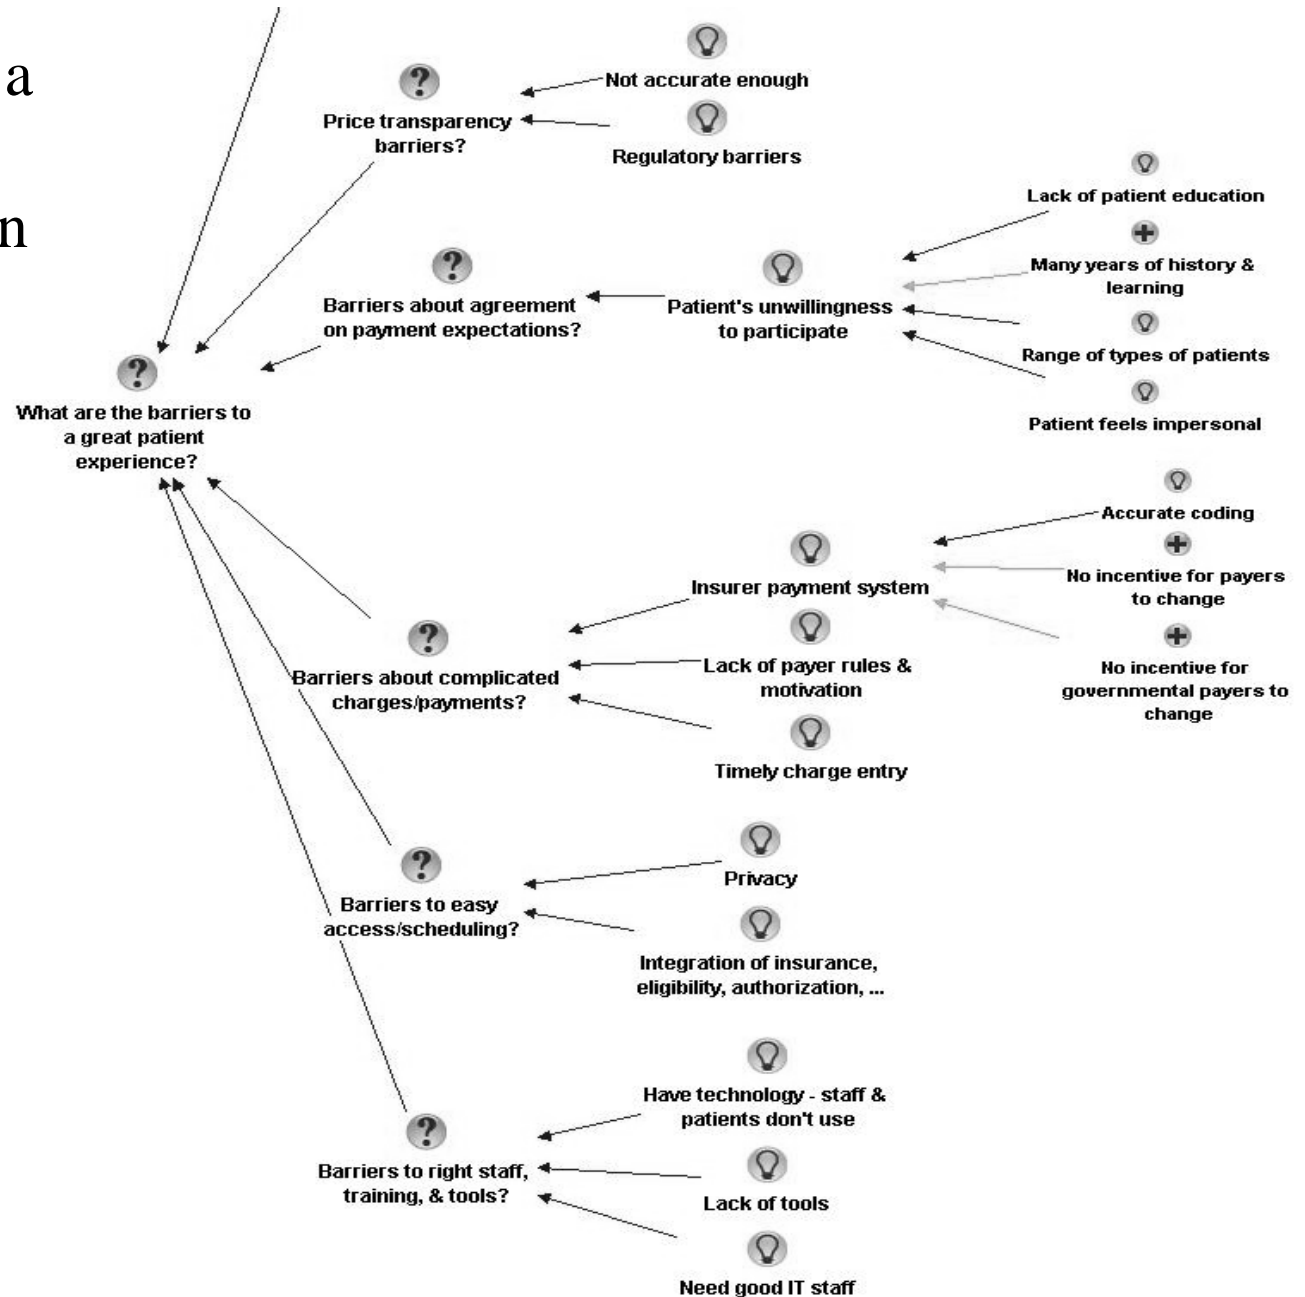 a
n
Not accurate enough
Price transparency
barriers?
Regulatory barriers
Lack of patient education
Many years of history &
learning
Barriers about agreement
on payment expectations?
Patient's unwillingness
to participate
Range of types of patients
Patient feels impersonal
What are the barriers to
a great patient
experience?
Accurate coding
Insurer payment system
No incentive for payers
to change
Barriers about complicated
charges/payments?
Lack of payer rules &
motivation
No incentive for
governmental payers to
change
Timely charge entry
Privacy
Barriers to easy
access/scheduling?
Integration of insurance,
eligibility, authorization, ...
Have technology - staff &
patients don't use
Barriers to right staff,
training, & tools?
Lack of tools
Need good IT staff